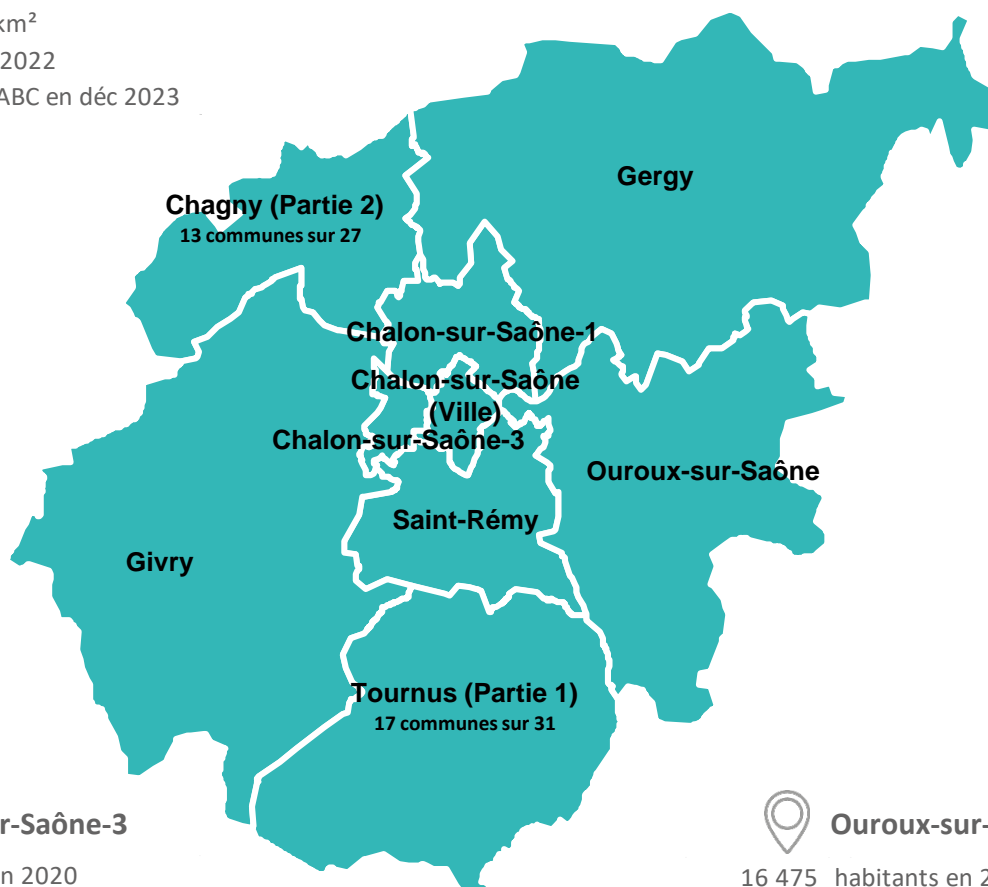 km²
2022
ABC en déc 2023
Gergy
Chagny (Partie 2)
13 communes sur 27
Chalon-sur-Saône-1
Chalon-sur-Saône
(Ville)
Chalon-sur-Saône-3
Ouroux-sur-Saône
Saint-Rémy
Givry
Tournus (Partie 1)
17 communes sur 31
r-Saône-3
n 2020
Ouroux-sur-
16 475 habitants en 2